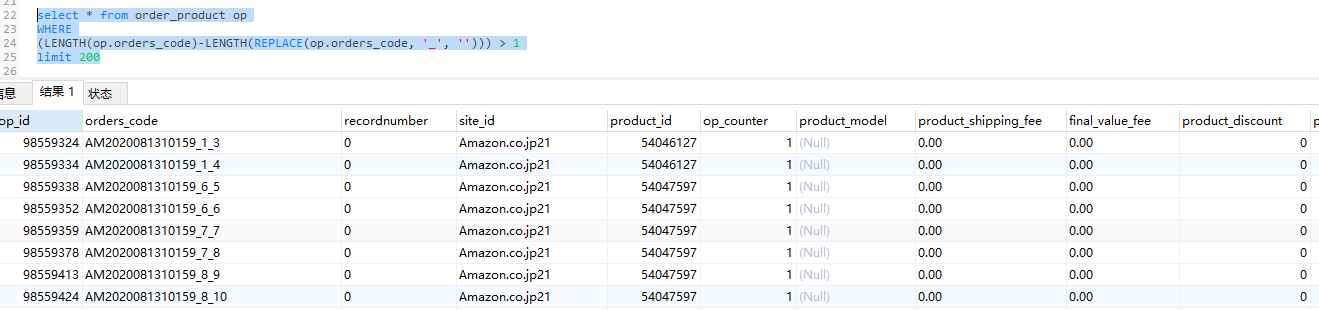 21
22 select * from order_product op
23 WHERE
24 (LENGTH(op.orders_code)-LENGTH(REPLACE(op.orders_code, '_', ''))) > 1
25 limit 200
26
信息 结果 1 状态
op_id orders_code recordnumber site_id product_id op_counter product_model product_shipping_fee final_value_fee product_discount p
98559324 AM2020081310159_1_3 0 Amazon.co.jp21 54046127 1 (Null) 0.00 0.00 0
98559334 AM2020081310159_1_4 0 Amazon.co.jp21 54046127 1 (Null) 0.00 0.00 0
98559338 AM2020081310159_6_5 0 Amazon.co.jp21 54047597 1 (Null) 0.00 0.00 0
98559352 AM2020081310159_6_6 0 Amazon.co.jp21 54047597 1 (Null) 0.00 0.00 0
98559359 AM2020081310159_7_7 0 Amazon.co.jp21 54047597 1 (Null) 0.00 0.00 0
98559378 AM2020081310159_7_8 0 Amazon.co.jp21 54047597 1 (Null) 0.00 0.00 0
98559413 AM2020081310159_8_9 0 Amazon.co.jp21 54047597 1 (Null) 0.00 0.00 0
98559424 AM2020081310159_8_10 0 Amazon.co.jp21 54047597 1 (Null) 0.00 0.00 0